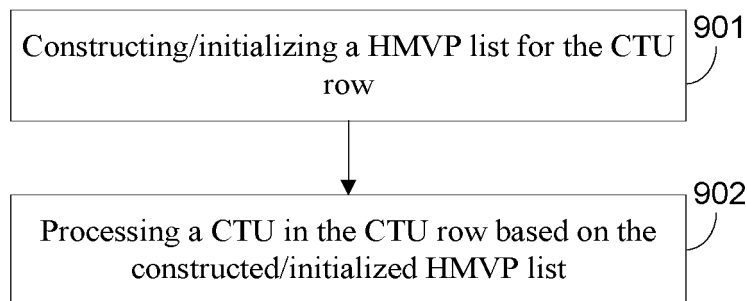 Constructing/initializing a HMVP list for the CTU
row
901
Processing a CTU in the CTU row based on the
constructed/initialized HMVP list
902